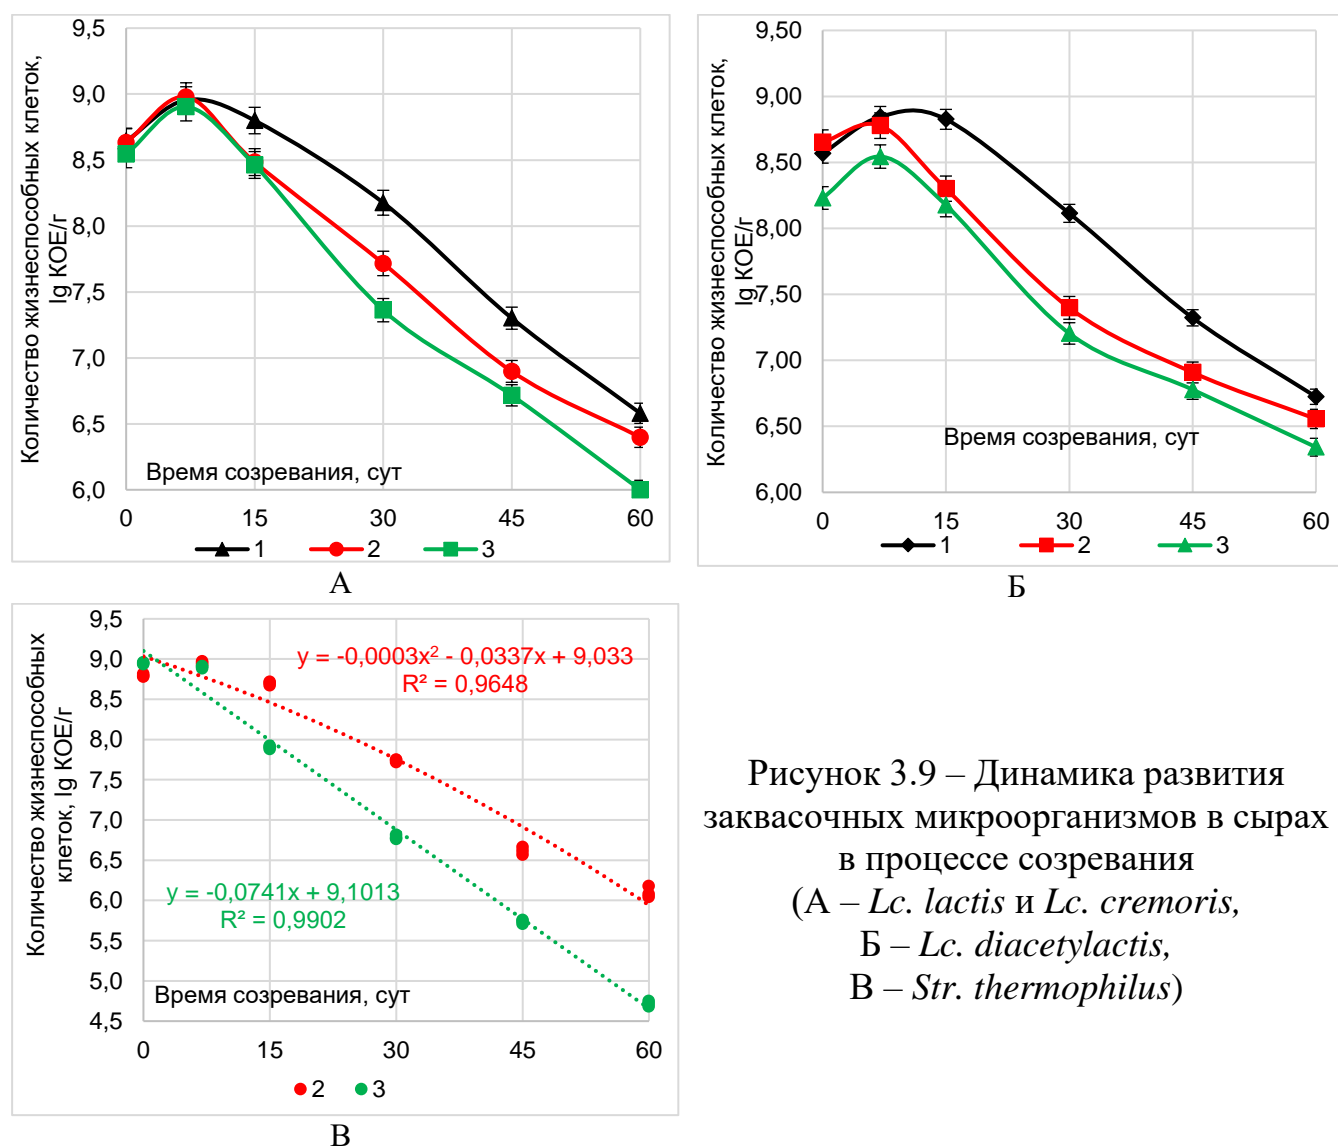 Количество жизнеспособных клеток,
lg КОЕ/г
9,5
9,0
8,5
8,0
7,5
7,0
6,5
6,0
0 15 30 45 60
Время созревания, сут
1 2 3
А
Количество жизнеспособных клеток,
lg КОЕ/г
9,50
9,00
8,50
8,00
7,50
7,00
6,50
6,00
0 15 30 45 60
Время созревания, сут
1 2 3
Б
Количество жизнеспособных
клеток, lg КОЕ/г
9,5
9,0
8,5
8,0
7,5
7,0
6,5
6,0
5,5
5,0
4,5
0 15 30 45 60
y = -0,0003x² - 0,0337x + 9,033
R² = 0,9648
y = -0,0741x + 9,1013
R² = 0,9902
Время созревания, сут
2 3
В
Рисунок 3.9 – Динамика развития
заквасочных микроорганизмов в сырах
в процессе созревания
(А – Lc. lactis и Lc. cremoris,
Б – Lc. diacetylactis,
В – Str. thermophilus)